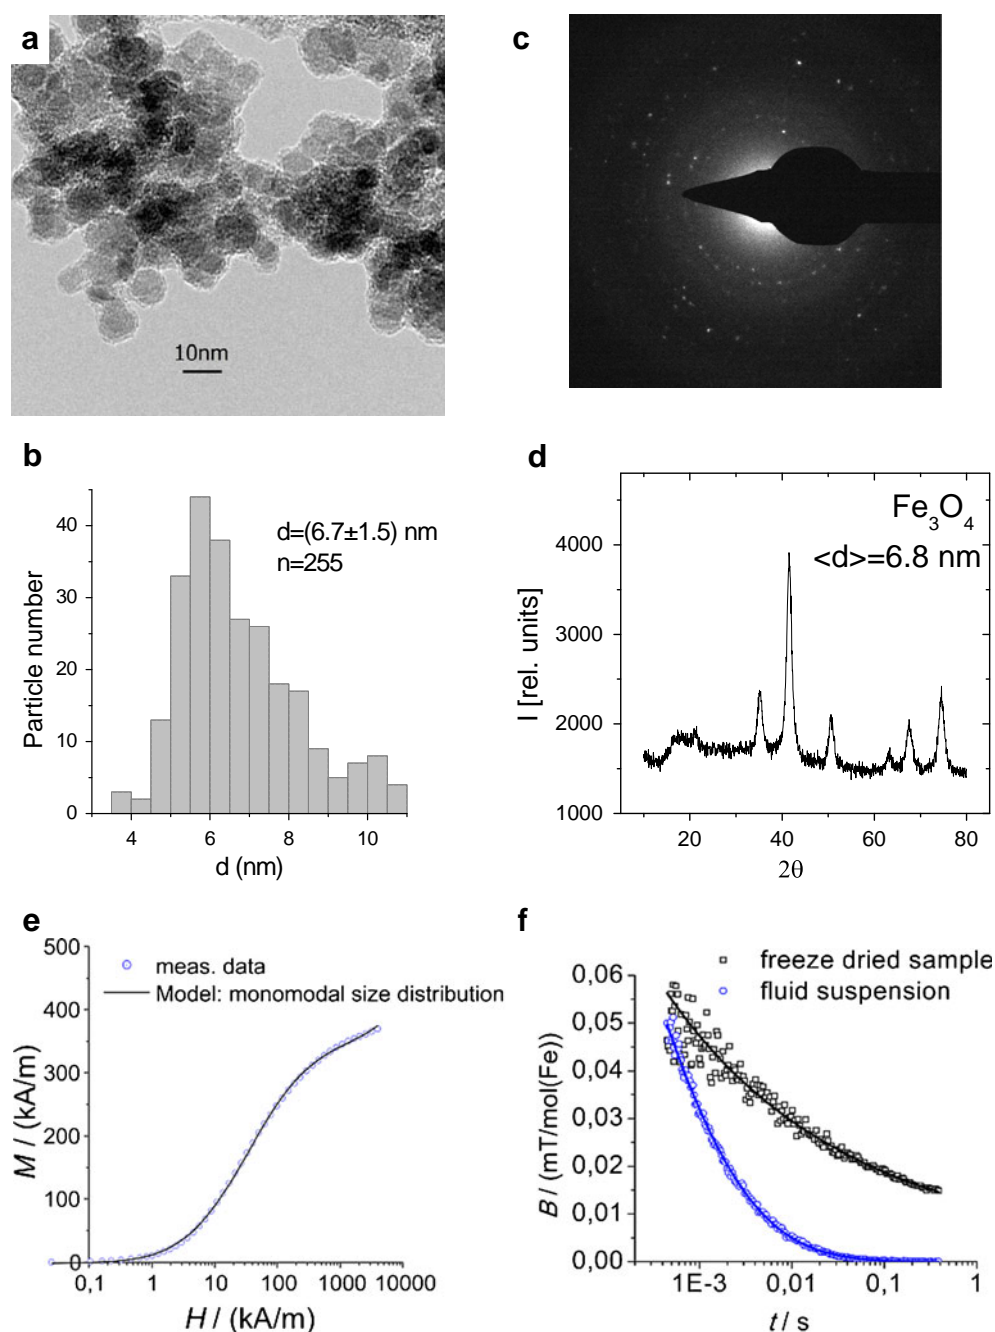 a
10nm
c
b
d=(6.7±1.5) nm
n=255
Particle number
40
30
20
10
0
4
6
8
10
d (nm)
d
Fe₃O₄
<d>=6.8 nm
I [rel. units]
4000
3000
2000
1000
20
40
60
80
2θ
e
meas. data
Model: monomodal size distribution
M / (kA/m)
500
400
300
200
100
0
0,1
1
10
100
1000
10000
H / (kA/m)
f
freeze dried sample
fluid suspension
B / (mT/mol(Fe))
0,06
0,05
0,04
0,03
0,02
0,01
0,00
1E-3
0,01
0,1
1
t / s